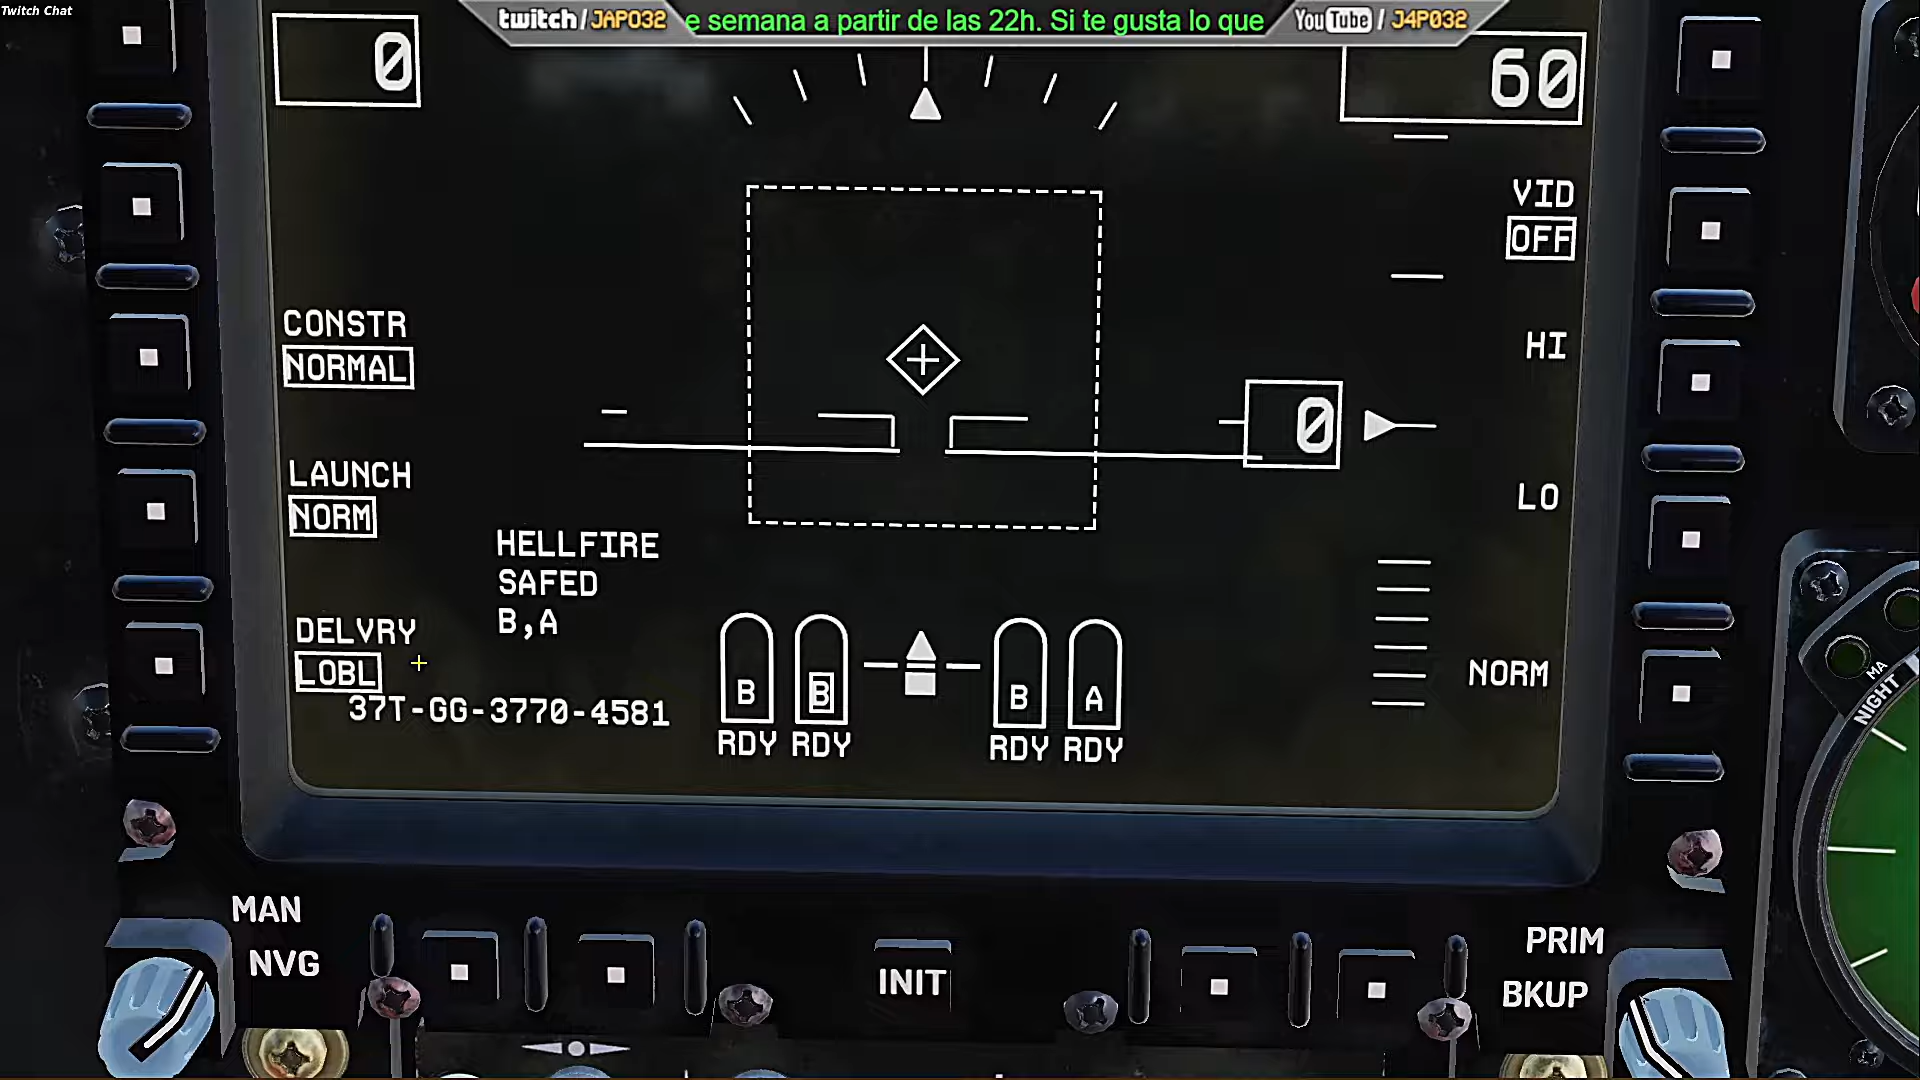 Twitch Chat
twitch/JAPO32
e semana a partir de las 22h. Si te gusta lo que
YouTube / J4P032
0
60
VID
OFF
HI
CONSTR
NORMAL
0
LAUNCH
NORM
LO
HELLFIRE
SAFED
B,A
DELVRY
LOBL
37T-GG-3770-4581
B
B
B
A
RDY
RDY
RDY
RDY
NORM
MA
NIGHT
MAN
NVG
INIT
PRIM
BKUP